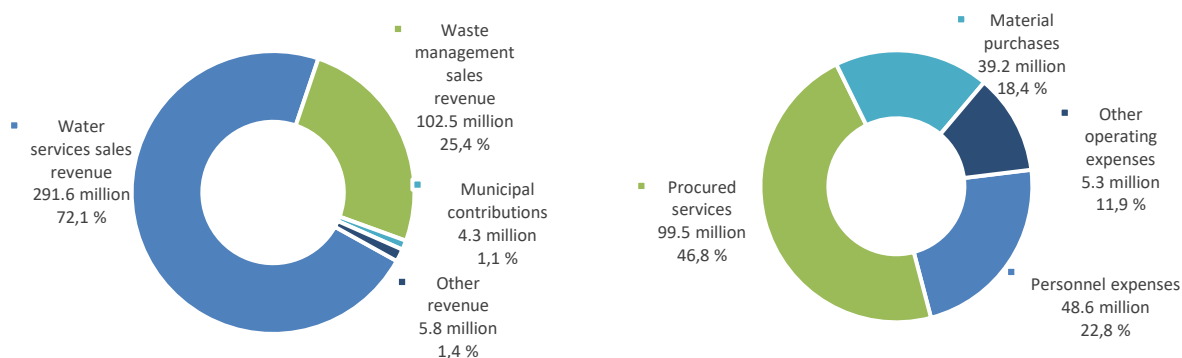 Waste
management
sales
revenue
102.5 million
25,4 %
Water
services sales
revenue
291.6 million
72,1 %
Municipal
contributions
4.3 million
1,1 %
Other
revenue
5.8 million
1,4 %
Material
purchases
39.2 million
18,4 %
Other
operating
expenses
5.3 million
11,9 %
Procured
services
99.5 million
46,8 %
Personnel expenses
48.6 million
22,8 %